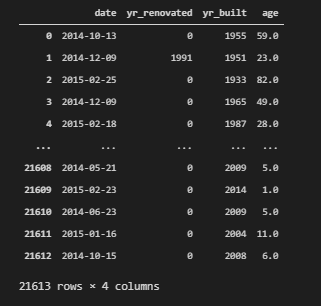 date yr_renovated yr_built age
0 2014-10-13 0 1955 59.0
1 2014-12-09 1991 1951 23.0
2 2015-02-25 0 1933 82.0
3 2014-12-09 0 1965 49.0
4 2015-02-18 0 1987 28.0
... ... ... ... ...
21608 2014-05-21 0 2009 5.0
21609 2015-02-23 0 2014 1.0
21610 2014-06-23 0 2009 5.0
21611 2015-01-16 0 2004 11.0
21612 2014-10-15 0 2008 6.0
21613 rows × 4 columns